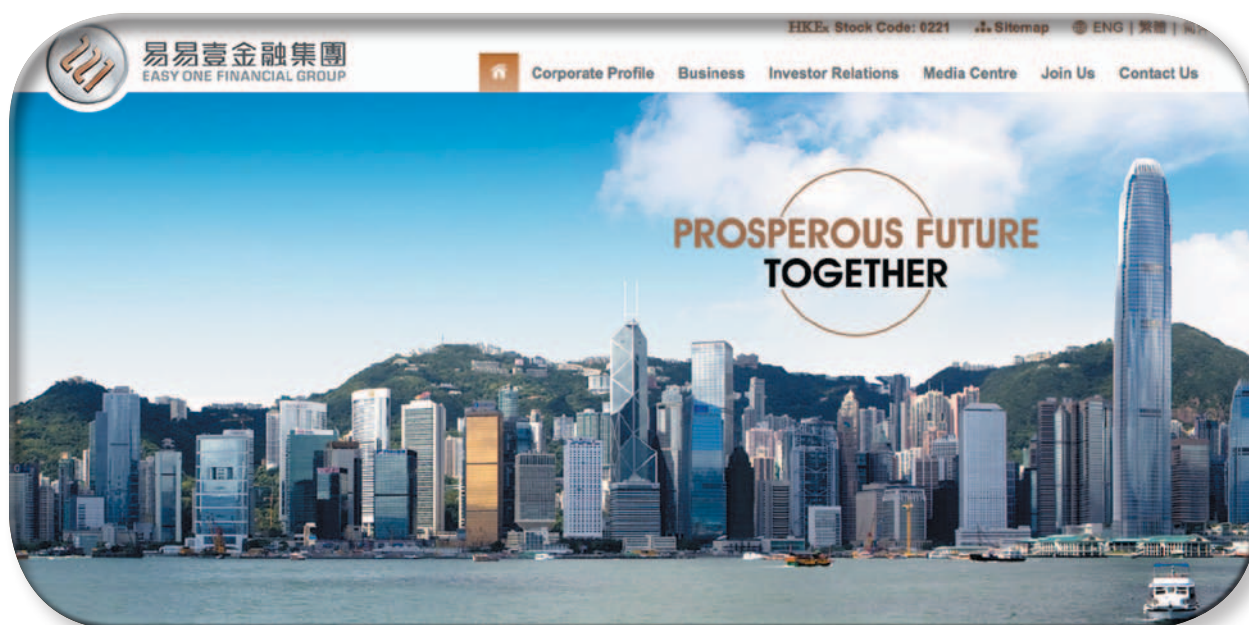 HKEx Stock Code: 0221 Sitemap ENG | 繁體 |
易易壹金融集團
EASY ONE FINANCIAL GROUP
Corporate Profile Business Investor Relations Media Centre Join Us Contact Us
PROSPEROUS FUTURE
TOGETHER